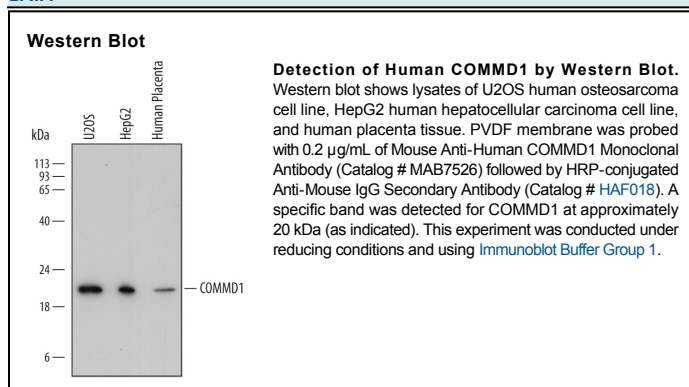 Western Blot
U2OS
HepG2
Human Placenta
kDa
113
93
65
40
24
18
6
COMMD1
Detection of Human COMMD1 by Western Blot.
Western blot shows lysates of U2OS human osteosarcoma
cell line, HepG2 human hepatocellular carcinoma cell line,
and human placenta tissue. PVDF membrane was probed
with 0.2 µg/mL of Mouse Anti-Human COMMD1 Monoclonal
Antibody (Catalog # MAB7526) followed by HRP-conjugated
Anti-Mouse IgG Secondary Antibody (Catalog # HAF018). A
specific band was detected for COMMD1 at approximately
20 kDa (as indicated). This experiment was conducted under
reducing conditions and using Immunoblot Buffer Group 1.